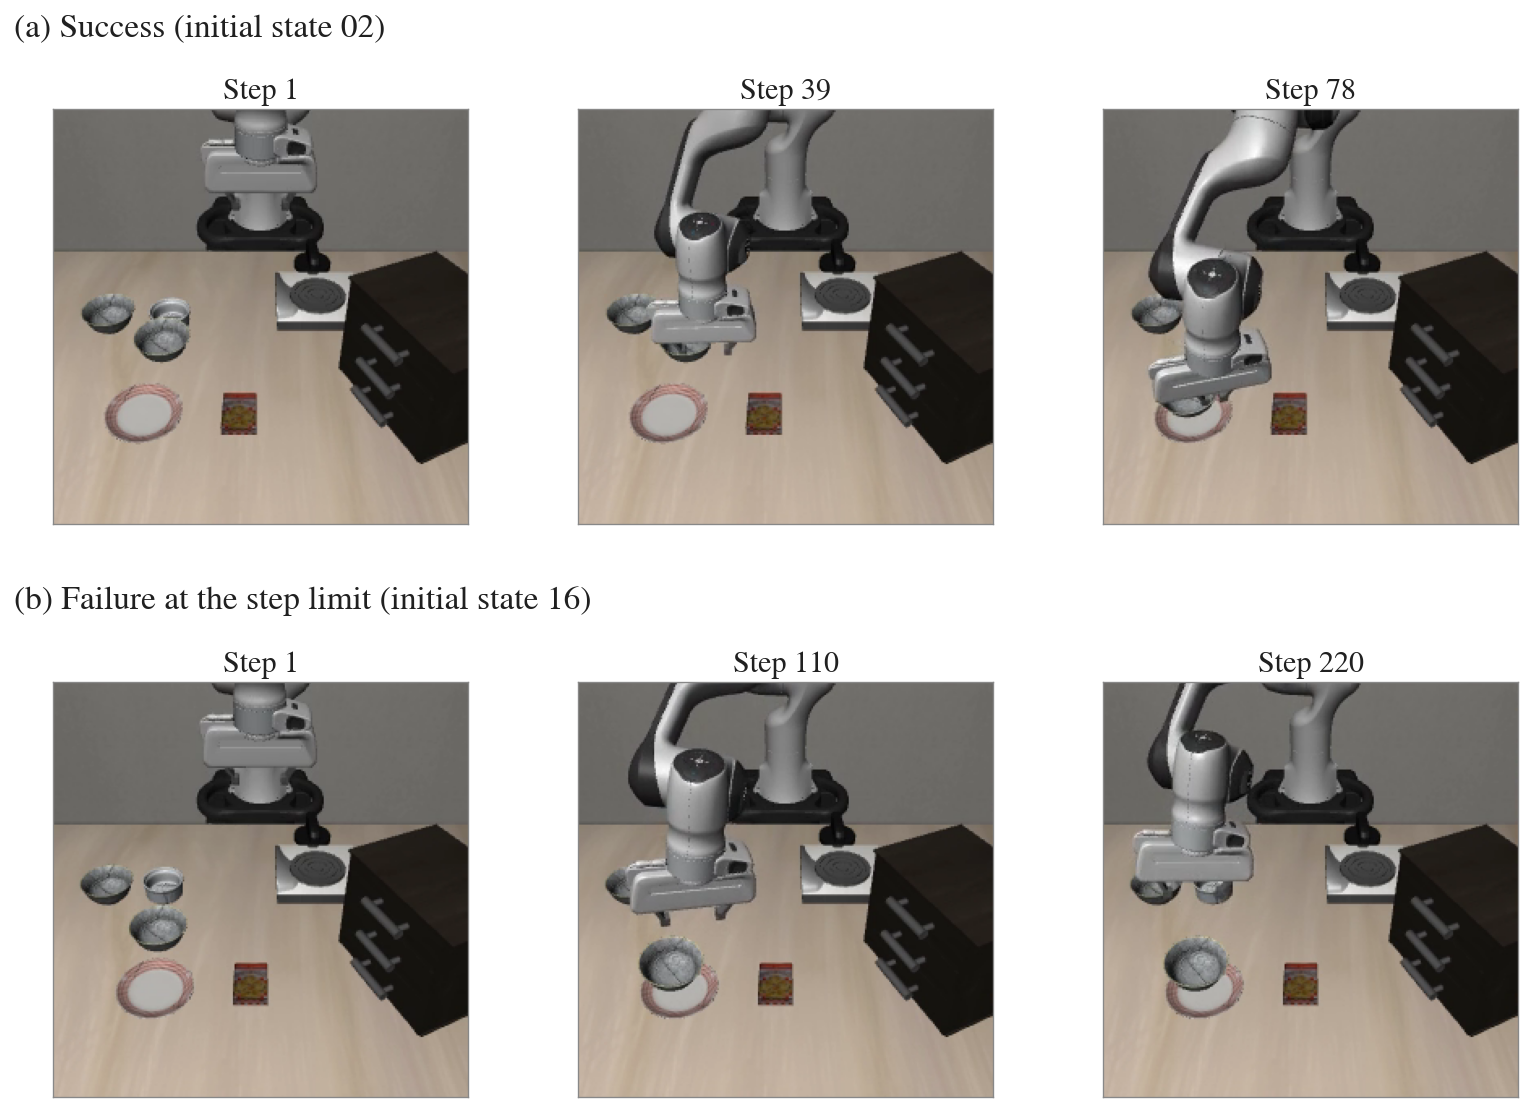 (a) Success (initial state 02)
Step 1
Step 39
Step 78
(b) Failure at the step limit (initial state 16)
Step 1
Step 110
Step 220